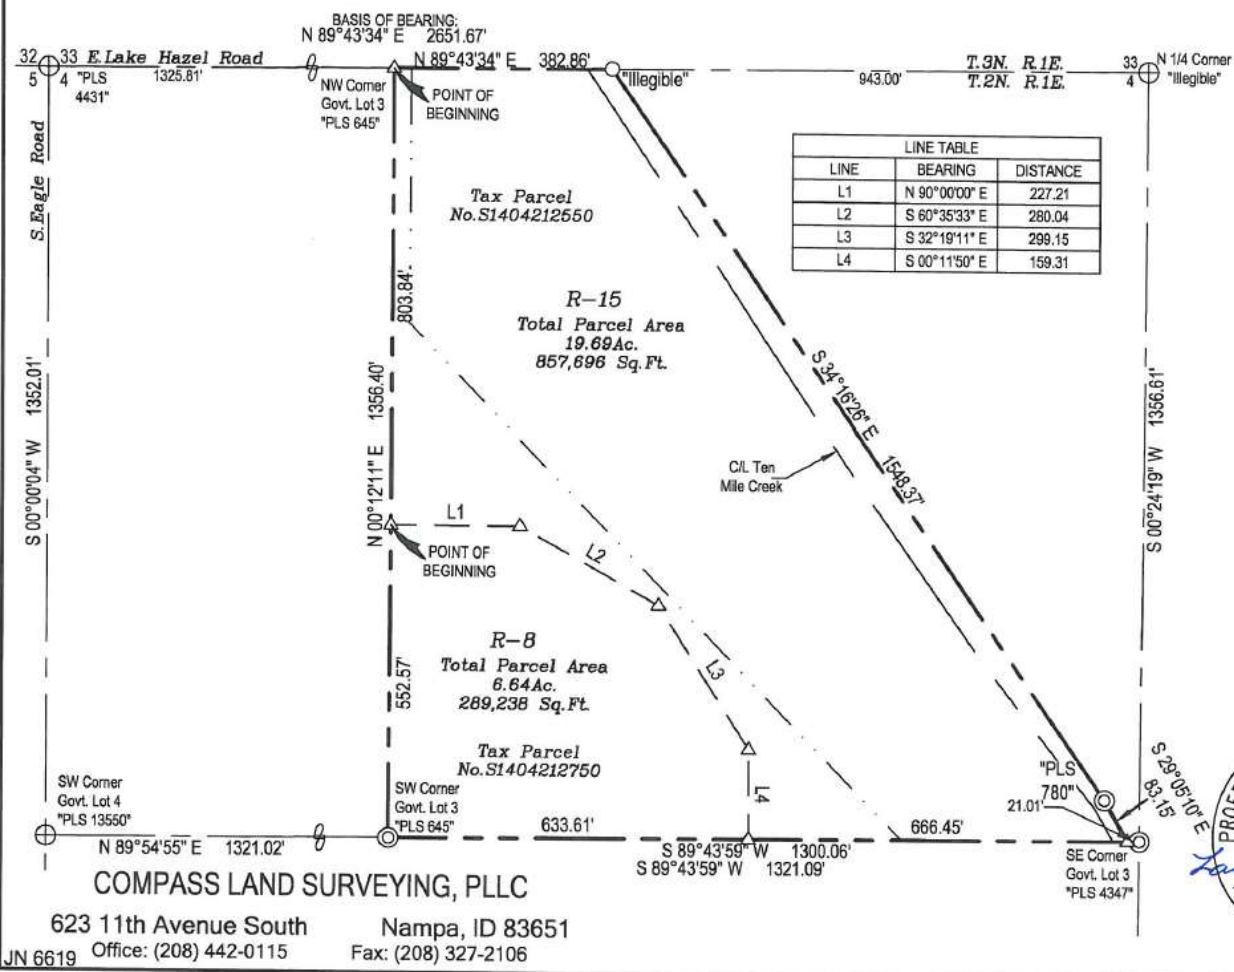 BASIS OF BEARING:
N 89°43'34" E 2651.67'
N 89°43'34" E 382.86'
32 33 E.Lake Hazel Road
5 4
1325.81'
"PLS
4431"
NW Corner
Govt. Lot 3
"PLS 645"
POINT OF
BEGINNING
"Illegible"
943.00'
T.3N. R.1E.
T.2N. R.1E.
33
4
N 1/4 Corner
"Illegible"
S.Eagle Road
Tax Parcel
No.S1404212550
LINE TABLE
LINE BEARING DISTANCE
L1 N 90°00'00" E 227.21
L2 S 60°35'33" E 280.04
L3 S 32°19'11" E 299.15
L4 S 00°11'50" E 159.31
803.84'
R-15
Total Parcel Area
19.69Ac.
857,696 Sq.Ft.
S 00°00'04" W 1352.01'
N 00°12'11" E 1356.40'
S 34°16'26" E 1548.37'
S 00°24'19" W 1356.61'
C/L Ten
Mile Creek
L1
L2
POINT OF
BEGINNING
R-8
Total Parcel Area
6.64Ac.
289,238 Sq.Ft.
552.57'
L3
Tax Parcel
No.S1404212750
L4
SW Corner
Govt. Lot 4
"PLS 13550"
SW Corner
Govt. Lot 3
"PLS 645"
"PLS
780"
21.01'
S 29°05'10" E
83.15'
633.61'
666.45'
N 89°54'55" E 1321.02'
S 89°43'59" W 1300.06'
S 89°43'59" W 1321.09'
SE Corner
Govt. Lot 3
"PLS 4347"
COMPASS LAND SURVEYING, PLLC
623 11th Avenue South Nampa, ID 83651
Office: (208) 442-0115 Fax: (208) 327-2106
JN 6619